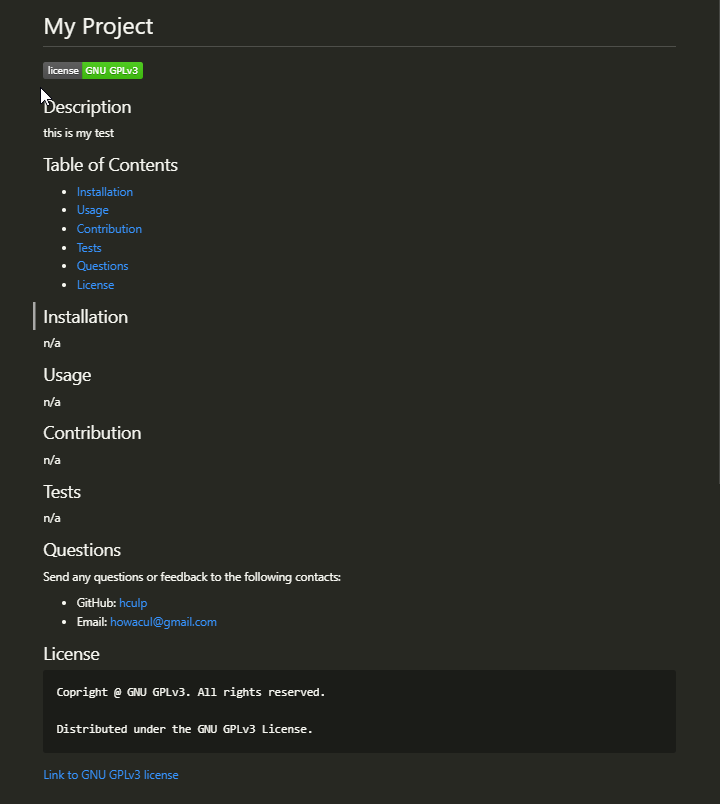 My Project
license GNU GPLv3
Description
this is my test
Table of Contents
Installation
Usage
Contribution
Tests
Questions
License
Installation
n/a
Usage
n/a
Contribution
n/a
Tests
n/a
Questions
Send any questions or feedback to the following contacts:
GitHub: hculp
Email: howacul@gmail.com
License
Copright @ GNU GPLv3. All rights reserved.
Distributed under the GNU GPLv3 License.
Link to GNU GPLv3 license